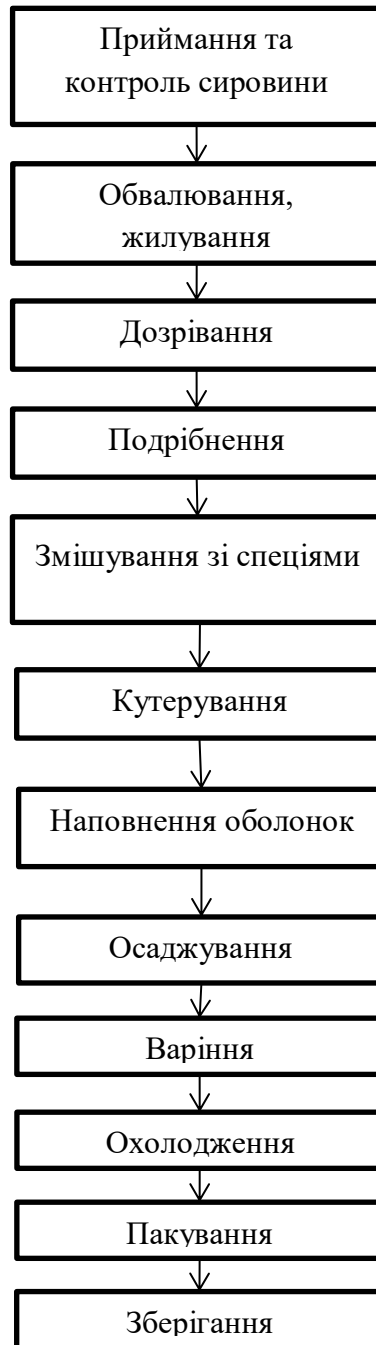 Приймання та
контроль сировини
Обвалювання,
жилування
Дозрівання
Подрібнення
Змішування зі спеціями
Кутерування
Наповнення оболонок
Осаджування
Варіння
Охолодження
Пакування
Зберігання